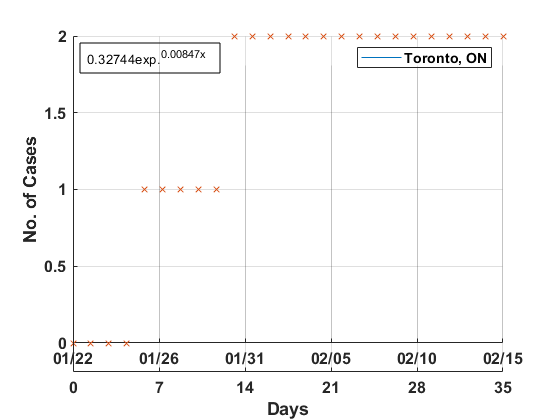 2
0.32744exp.^0.00847x
Toronto, ON
1.5
1
0.5
0
No. of Cases
01/22 01/26 01/31 02/05 02/10 02/15
0 7 14 21 28 35
Days